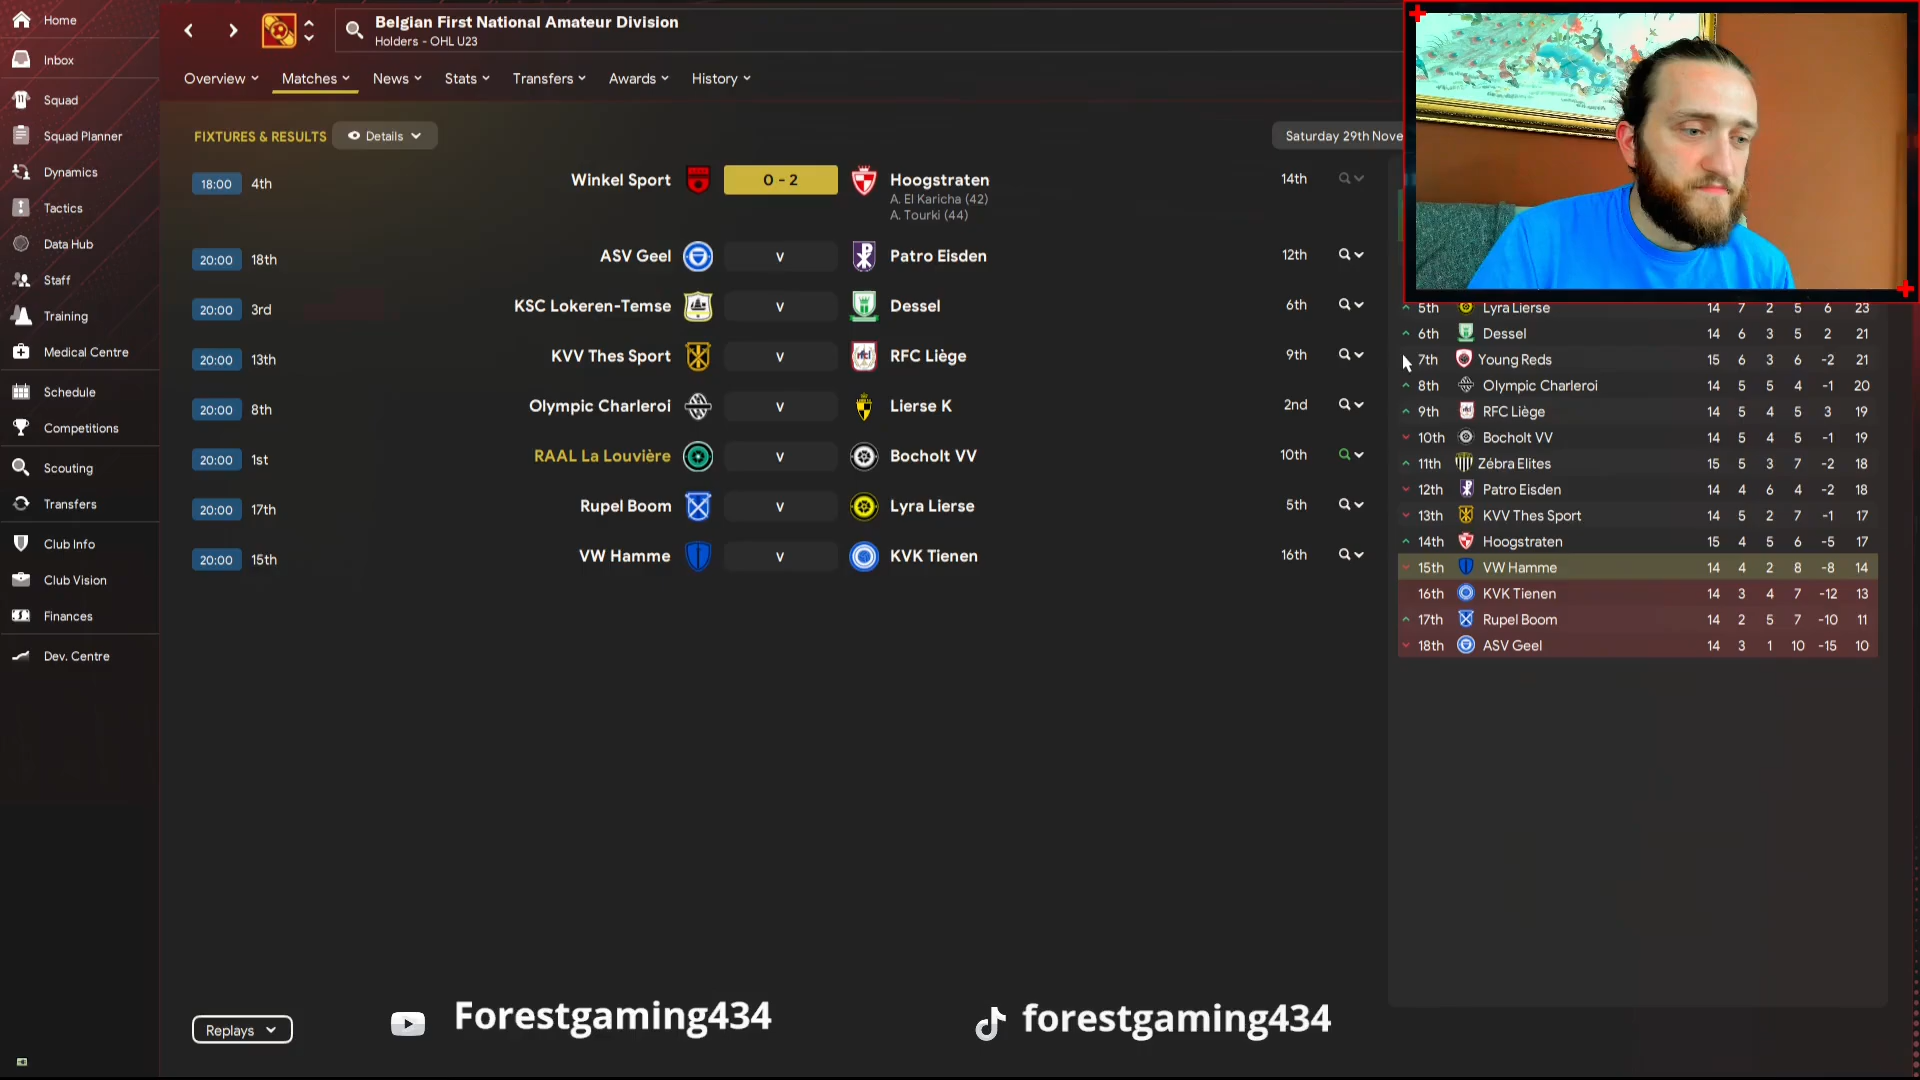 Home
Inbox
Squad
Squad Planner
Dynamics
Tactics
Data Hub
Staff
Training
Medical Centre
Schedule
Competitions
Scouting
Transfers
Club Info
Club Vision
Finances
Dev. Centre
Belgian First National Amateur Division
Holders - OHL U23
Overview Matches News Stats Transfers Awards History
FIXTURES & RESULTS Details Saturday 29th Nove
18:00 4th Winkel Sport 0 - 2 Hoogstraten 14th
A. El Karicha (42)
A. Tourki (44)
20:00 18th ASV Geel v Patro Eisden 12th
20:00 3rd KSC Lokeren-Temse v Dessel 6th
20:00 13th KVV Thes Sport v RFC Liège 9th
20:00 8th Olympic Charleroi v Lierse K 2nd
20:00 1st RAAL La Louvière v Bocholt VV 10th
20:00 17th Rupel Boom v Lyra Lierse 5th
20:00 15th VW Hamme v KVK Tienen 16th
5th Lyra Lierse 14 7 2 5 6 23
6th Dessel 14 6 3 5 2 21
7th Young Reds 15 6 3 6 -2 21
8th Olympic Charleroi 14 5 5 4 -1 20
9th RFC Liège 14 5 4 5 3 19
10th Bocholt VV 14 5 4 5 -1 19
11th Zébra Elites 15 5 3 7 -2 18
12th Patro Eisden 14 4 6 4 -2 18
13th KVV Thes Sport 14 5 2 7 -1 17
14th Hoogstraten 15 4 5 6 -5 17
15th VW Hamme 14 4 2 8 -8 14
16th KVK Tienen 14 3 4 7 -12 13
17th Rupel Boom 14 2 5 7 -10 11
18th ASV Geel 14 3 1 10 -15 10
Replays
Forestgaming434
forestgaming434